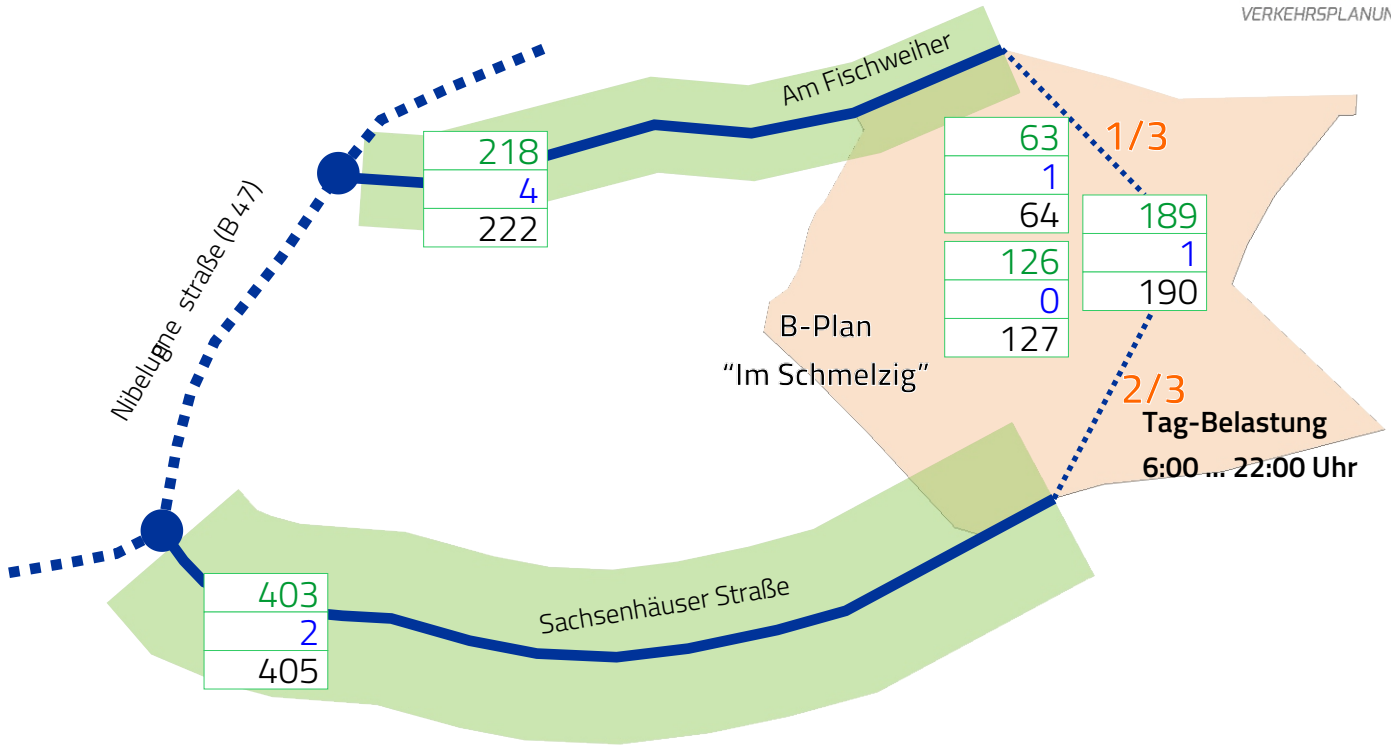 VERKEHRSPLANUN
Am Fischweiher
218
4
222
63
1
64
1/3
189
1
190
126
0
127
Nibelugne straße (B 47)
B-Plan
“Im Schmelzig”
2/3
Tag-Belastung
6:00 ... 22:00 Uhr
Sachsenhäuser Straße
403
2
405